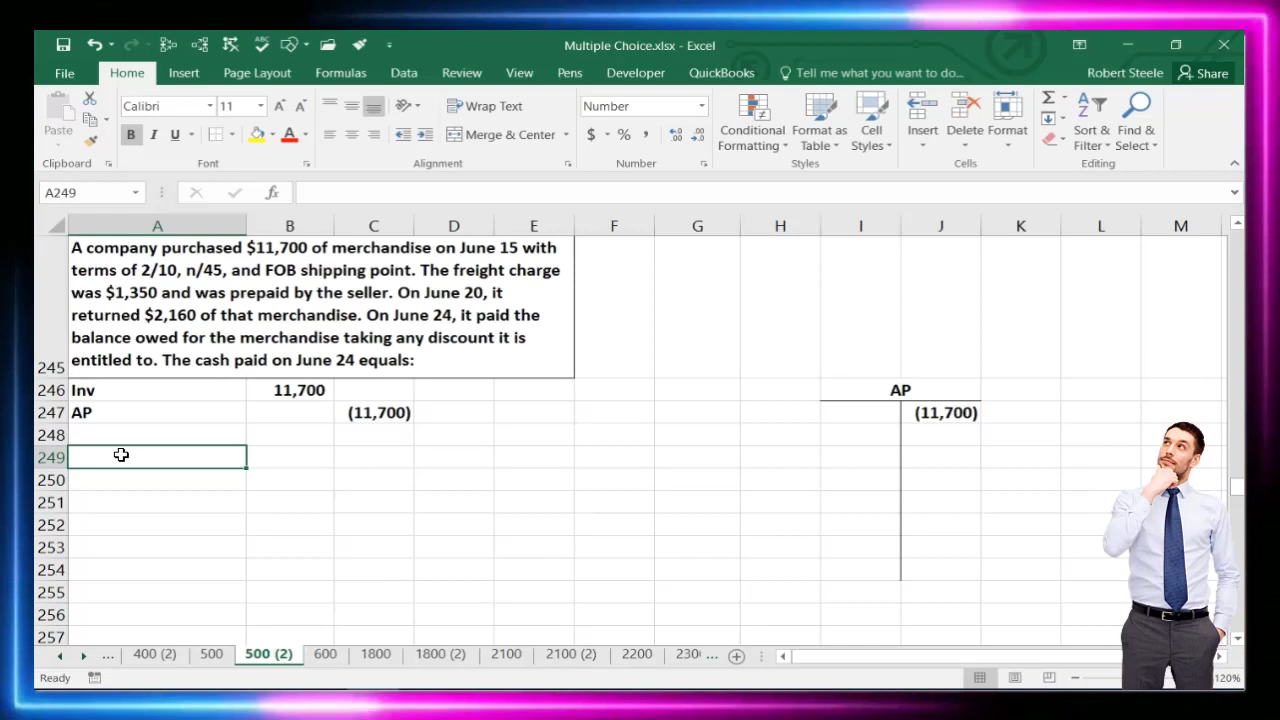 Multiple Choice.xlsx - Excel
File Home Insert Page Layout Formulas Data Review View Pens Developer QuickBooks Tell me what you want to do... Robert Steele Share
Calibri 11 Wrap Text Number
Paste B I U Merge & Center $ % , Conditional Formatting Format as Table Cell Styles Insert Delete Format Sort & Filter Find & Select
Clipboard Font Alignment Number Styles Cells Editing
A249 fx
A B C D E F G H I J K L M
A company purchased $11,700 of merchandise on June 15 with
terms of 2/10, n/45, and FOB shipping point. The freight charge
was $1,350 and was prepaid by the seller. On June 20, it
returned $2,160 of that merchandise. On June 24, it paid the
balance owed for the merchandise taking any discount it is
245 entitled to. The cash paid on June 24 equals:
246 Inv 11,700 AP
247 AP (11,700) (11,700)
248
249
250
251
252
253
254
255
256
257
... 400 (2) 500 500 (2) 600 1800 1800 (2) 2100 2100 (2) 2200 230 ...
Ready 120%